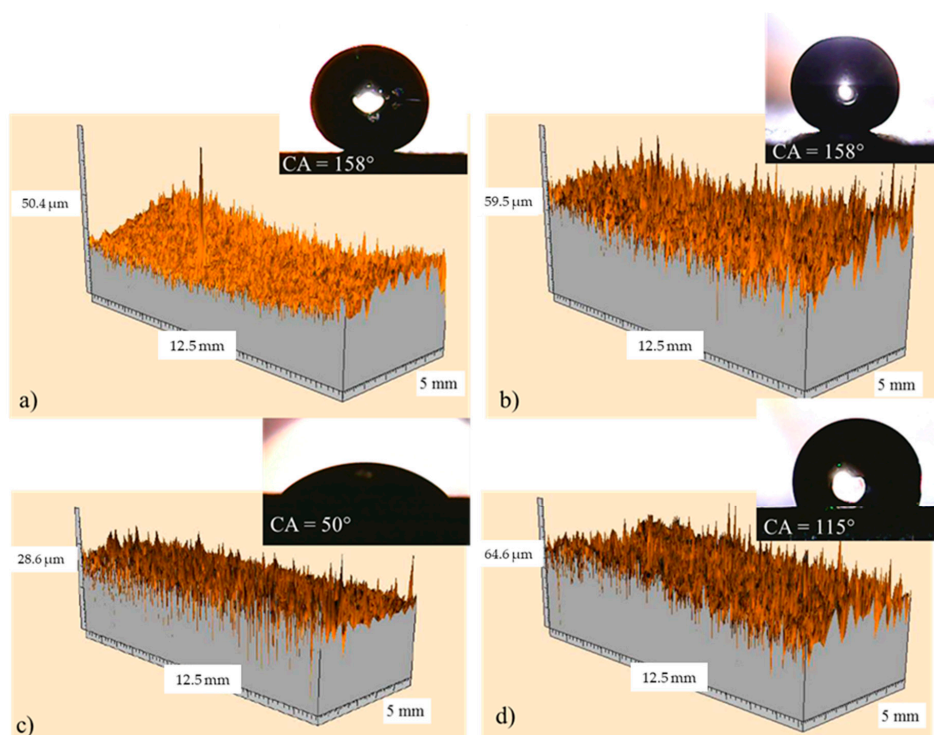 CA = 158°
50.4 µm
12.5 mm
5 mm
a)
CA = 158°
59.5 µm
12.5 mm
5 mm
b)
CA = 50°
28.6 µm
12.5 mm
5 mm
c)
CA = 115°
64.6 µm
12.5 mm
5 mm
d)